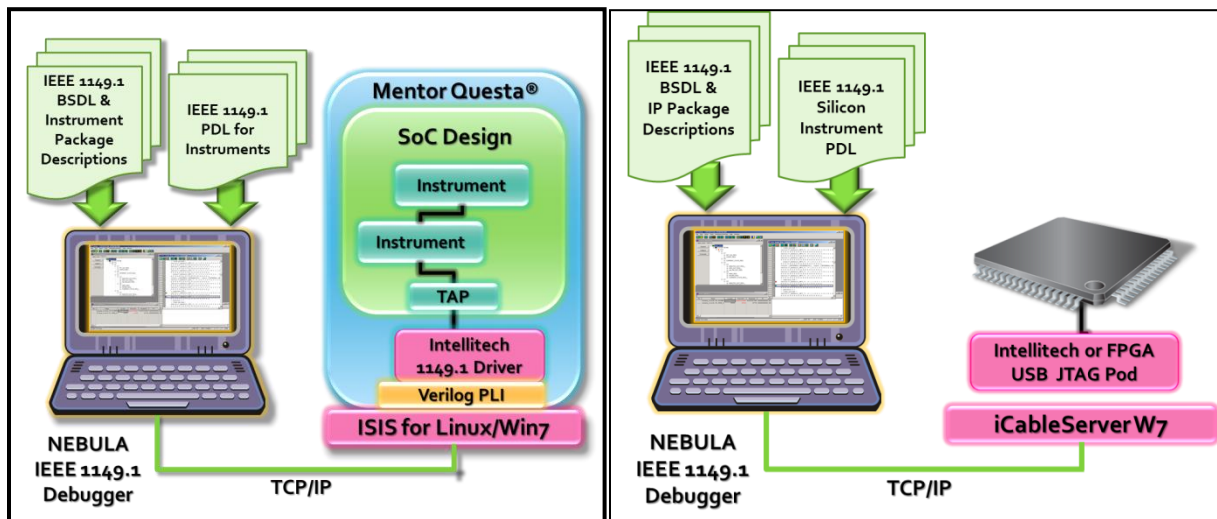 IEEE 1149.1
BSDL &
Instrument
Package
Descriptions
IEEE 1149.1
PDL for
Instruments
Mentor Questa®
SoC Design
Instrument
Instrument
TAP
Intellitech
1149.1 Driver
Verilog PLI
ISIS for Linux/Win7
NEBULA
IEEE 1149.1
Debugger
TCP/IP
IEEE 1149.1
BSDL &
IP Package
Descriptions
IEEE 1149.1
Silicon
Instrument
PDL
Intellitech or FPGA
USB JTAG Pod
iCableServer W7
NEBULA
IEEE 1149.1
Debugger
TCP/IP